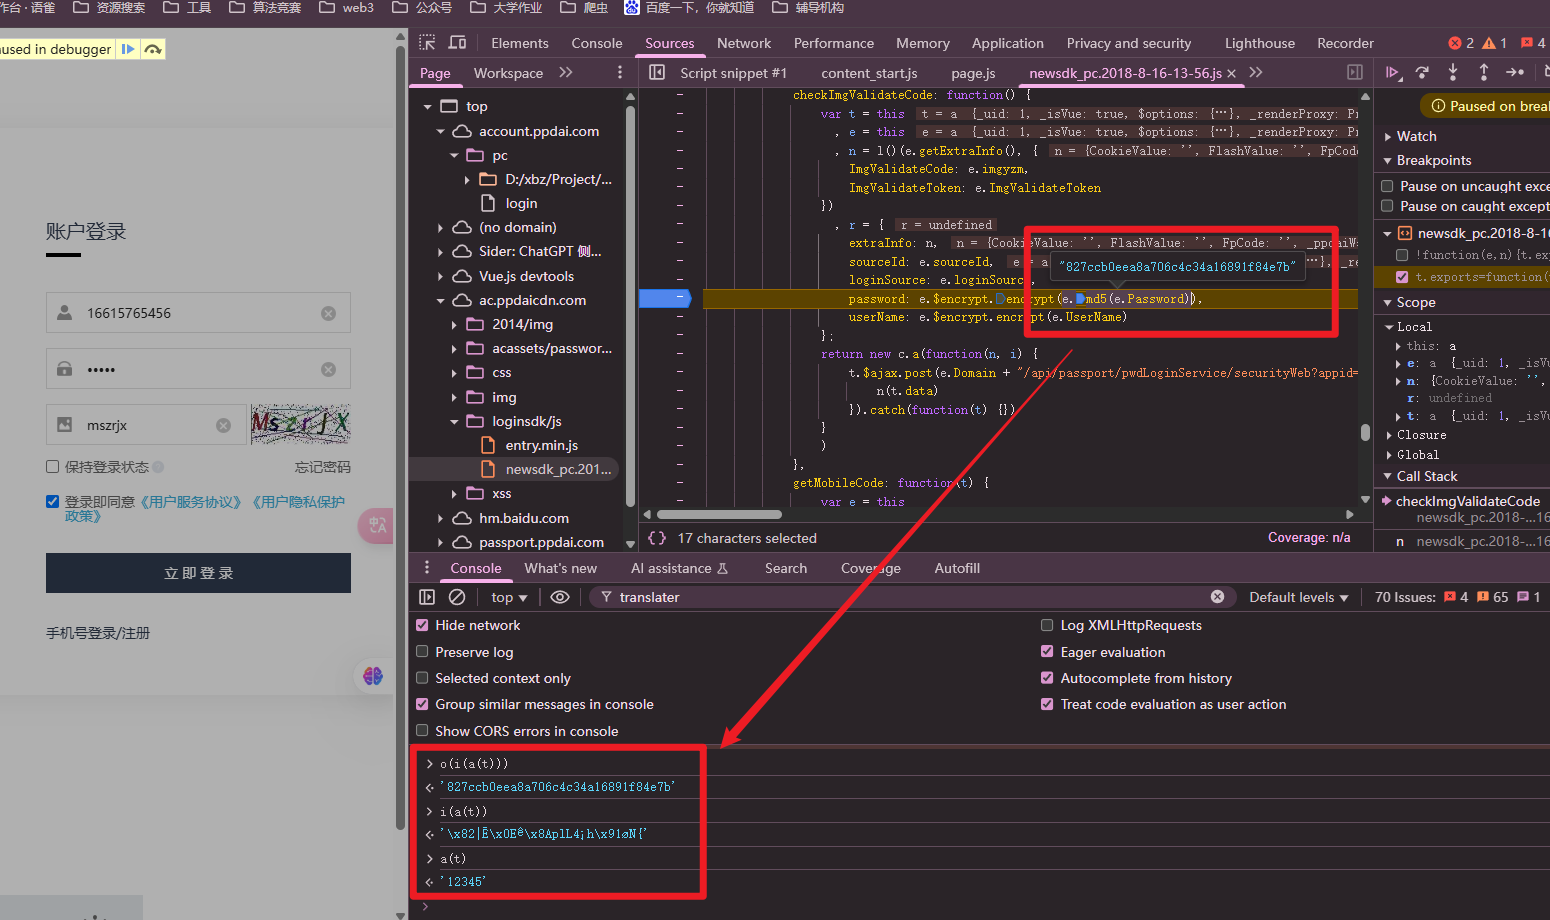 作台 · 语雀 资源搜索 工具 算法竞赛 web3 公众号 大学作业 爬虫 百度一下，你就知道 辅导机构
used in debugger
账户登录
16615765456
•••••
mszrjx MszrjX
保持登录状态 忘记密码
登录即同意《用户服务协议》《用户隐私保护
政策》
立即登录
手机号登录/注册
Elements Console Sources Network Performance Memory Application Privacy and security Lighthouse Recorder 2 1 4
Page Workspace
top
account.ppdai.com
pc
D:/xbz/Project/...
login
(no domain)
Sider: ChatGPT 侧...
Vue.js devtools
ac.ppdaicdn.com
2014/img
acassets/passwor...
css
img
loginsdk/js
entry.min.js
newsdk_pc.201...
xss
hm.baidu.com
passport.ppdai.com
Script snippet #1 content_start.js page.js newsdk_pc.2018-8-16-13-56.js ×
checkImgValidateCode: function() {
var t = this t = a {_uid: 1, _isVue: true, $options: {…}, _renderProxy: Pr
, e = this e = a {_uid: 1, _isVue: true, $options: {…}, _renderProxy: Pr
, n = l()(e.getExtraInfo(), { n = {CookieValue: '', FlashValue: '', FpCode
ImgValidateCode: e.imgyzm,
ImgValidateToken: e.ImgValidateToken
})
, r = { r = undefined
extraInfo: n, n = {CookieValue: '', FlashValue: '', FpCode: '', _ppdaiWa
sourceId: e.sourceId, e = a
"827ccb0eea8a706c4c34a16891f84e7b"
loginSource: e.loginSource,
password: e.$encrypt.encrypt(e.md5(e.Password)),
userName: e.$encrypt.encrypt(e.UserName)
};
return new c.a(function(n, i) {
t.$ajax.post(e.Domain + "/api/passport/pwdLoginService/securityWeb?appid=
n(t.data)
}).catch(function(t) {})
}
)
},
getMobileCode: function(t) {
var e = this
{} 17 characters selected Coverage: n/a
Paused on brea
Watch
Breakpoints
Pause on uncaught exce
Pause on caught except
newsdk_pc.2018-8-1
!function(e,n){t.ex
t.exports=function(
Scope
Local
this: a
e: a {_uid: 1, _isV
n: {CookieValue: '',
r: undefined
t: a {_uid: 1, _isV
Closure
Global
Call Stack
checkImgValidateCode
newsdk_pc.2018-...16
n newsdk_pc.2018-...16
Console What's new AI assistance Search Coverage Autofill
top translater Default levels 70 Issues: 4 65 1
Hide network Log XMLHttpRequests
Preserve log Eager evaluation
Selected context only Autocomplete from history
Group similar messages in console Treat code evaluation as user action
Show CORS errors in console
o(i(a(t)))
'827ccb0eea8a706c4c34a16891f84e7b'
i(a(t))
a(t)
'12345'